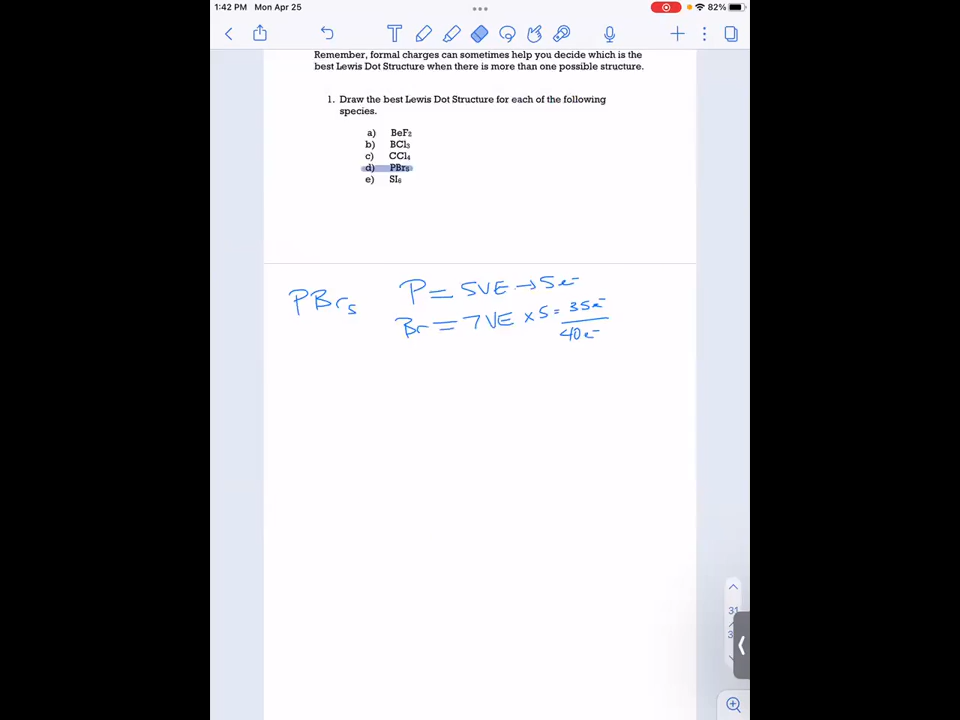 1:42 PM Mon Apr 25 82%
Remember, formal charges can sometimes help you decide which is the
best Lewis Dot Structure when there is more than one possible structure.
1. Draw the best Lewis Dot Structure for each of the following
species.
a) BeF₂
b) BCl₃
c) CCl₄
d) PBr₅
e) SI₆
PBr₅ P = 5VE → 5e⁻
Br = 7VE × 5 = 35e⁻
40e⁻
31
3